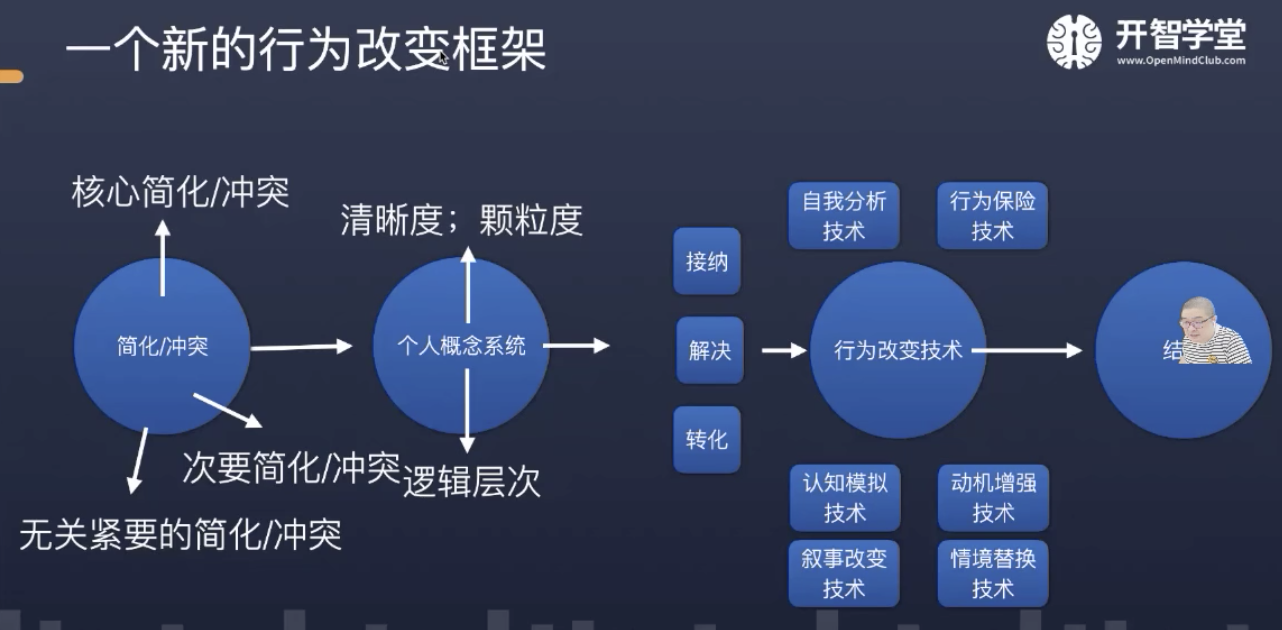 一个新的行为改变框架
开智学堂
www.OpenMindClub.com
核心简化/冲突
清晰度；颗粒度
简化/冲突
个人概念系统
次要简化/冲突
逻辑层次
无关紧要的简化/冲突
接纳
解决
转化
自我分析
技术
行为保险
技术
行为改变技术
认知模拟
技术
动机增强
技术
叙事改变
技术
情境替换
技术
结